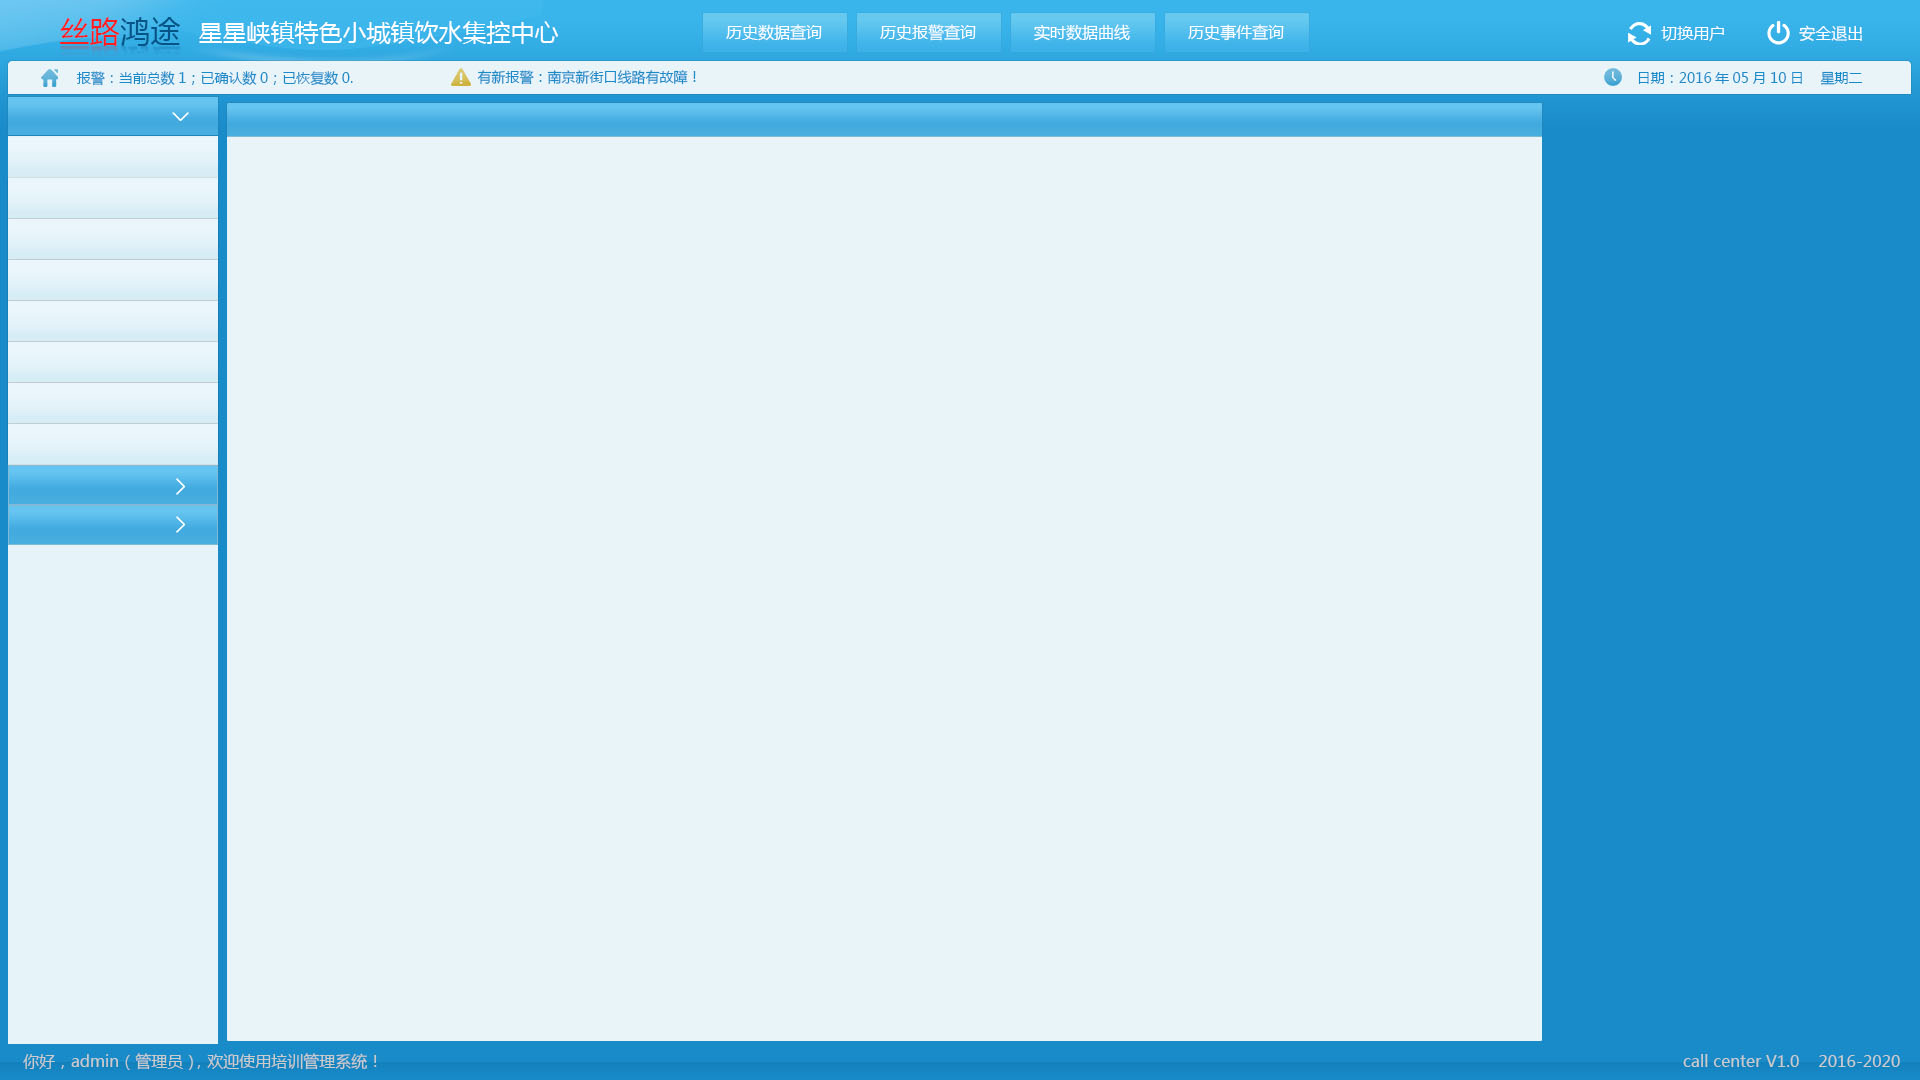 丝路鸿途 星星峡镇特色小城镇饮水集控中心 历史数据查询 历史报警查询 实时数据曲线 历史事件查询 切换用户 安全退出
报警：当前总数 1；已确认数 0；已恢复数 0. 有新报警：南京新街口线路有故障！ 日期：2016 年 05 月 10 日 星期二
你好，admin（管理员），欢迎使用培训管理系统！ call center V1.0 2016-2020